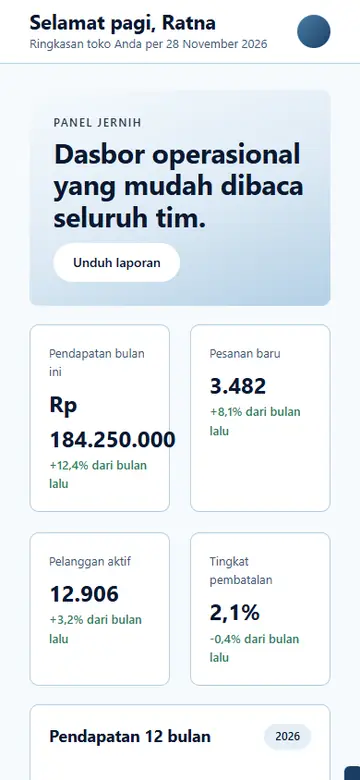 Selamat pagi, Ratna
Ringkasan toko Anda per 28 November 2026
PANEL JERNIH
Dasbor operasional
yang mudah dibaca
seluruh tim.
Unduh laporan
Pendapatan bulan
ini
Rp
184.250.000
+12,4% dari bulan
lalu
Pesanan baru
3.482
+8,1% dari bulan
lalu
Pelanggan aktif
12.906
+3,2% dari bulan
lalu
Tingkat
pembatalan
2,1%
-0,4% dari bulan
lalu
Pendapatan 12 bulan
2026